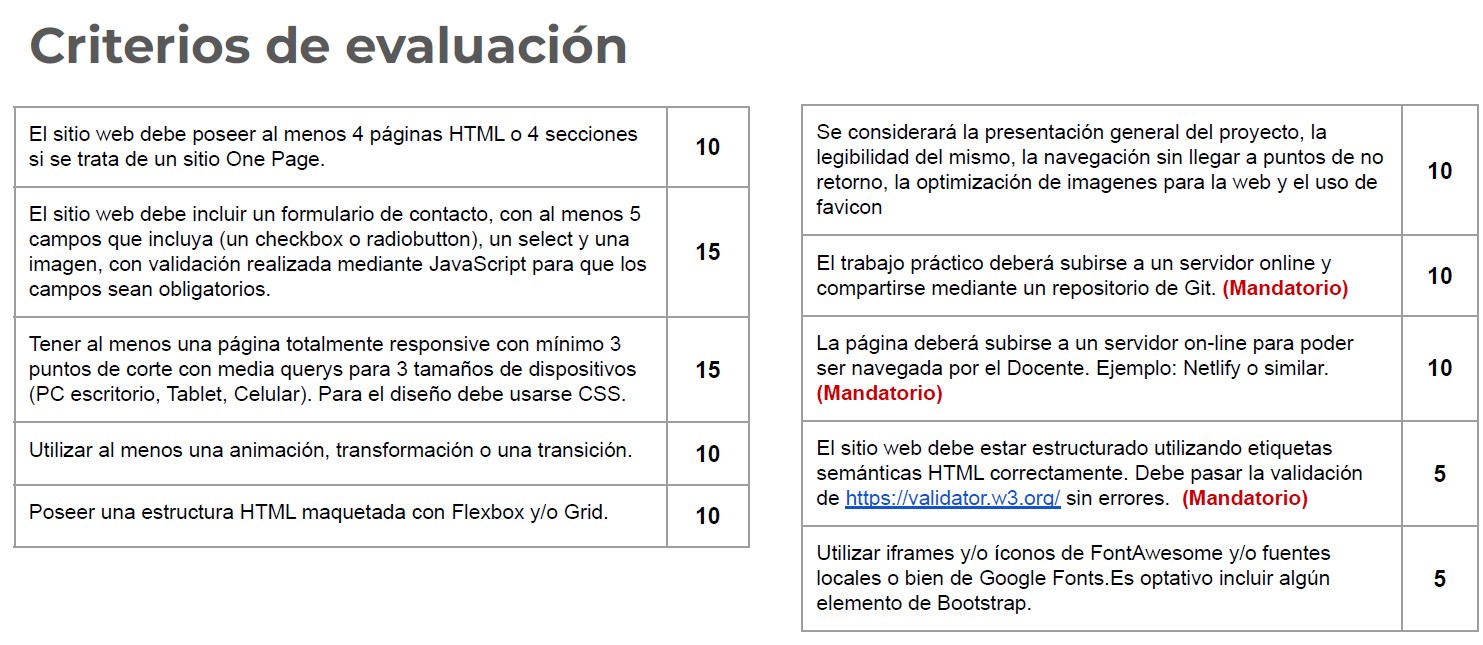 Criterios de evaluación
El sitio web debe poseer al menos 4 páginas HTML o 4 secciones
si se trata de un sitio One Page.
10
El sitio web debe incluir un formulario de contacto, con al menos 5
campos que incluya (un checkbox o radiobutton), un select y una
imagen, con validación realizada mediante JavaScript para que los
campos sean obligatorios.
15
Tener al menos una página totalmente responsive con mínimo 3
puntos de corte con media querys para 3 tamaños de dispositivos
(PC escritorio, Tablet, Celular). Para el diseño debe usarse CSS.
15
Utilizar al menos una animación, transformación o una transición.
10
Poseer una estructura HTML maquetada con Flexbox y/o Grid.
10
Se considerará la presentación general del proyecto, la
legibilidad del mismo, la navegación sin llegar a puntos de no
retorno, la optimización de imagenes para la web y el uso de
favicon
10
El trabajo práctico deberá subirse a un servidor online y
compartirse mediante un repositorio de Git. (Mandatorio)
10
La página deberá subirse a un servidor on-line para poder
ser navegada por el Docente. Ejemplo: Netlify o similar.
(Mandatorio)
10
El sitio web debe estar estructurado utilizando etiquetas
semánticas HTML correctamente. Debe pasar la validación
de https://validator.w3.org/ sin errores. (Mandatorio)
5
Utilizar iframes y/o íconos de FontAwesome y/o fuentes
locales o bien de Google Fonts.Es optativo incluir algún
elemento de Bootstrap.
5